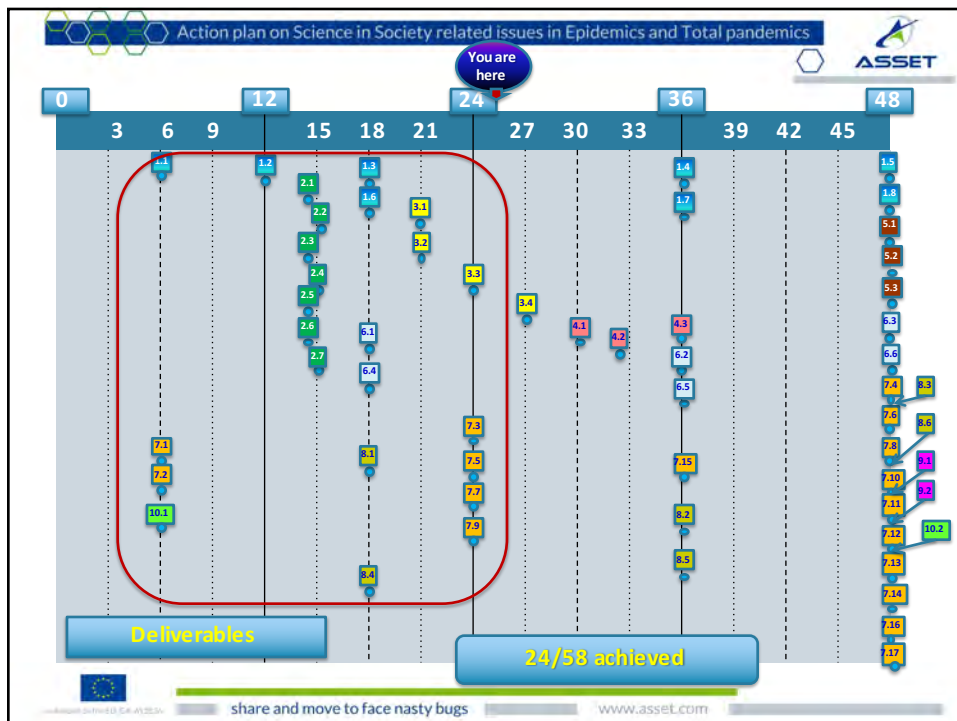 Action plan on Science in Society related issues in Epidemics and Total pandemics
ASSET
You are
here
0 12 24 36 48
3 6 9 15 18 21 27 30 33 39 42 45
1.1 1.2 1.3 1.4 1.5
2.1
1.6 1.7 1.8
2.2 3.1
5.1
2.3 3.2
5.2
2.4 3.3
5.3
2.5
3.4
2.6 6.1 4.1 4.2 4.3 6.3
2.7 6.2 6.6
6.4 6.5 7.4 8.3
7.6
7.3 8.6
7.1 8.1 7.5 7.15 7.8
9.1
7.2 7.10
7.7 9.2
7.11
10.1 8.2
7.9 7.12 10.2
8.5 7.13
8.4
7.14
7.16
Deliverables
24/58 achieved
7.17
share and move to face nasty bugs
www.asset.com